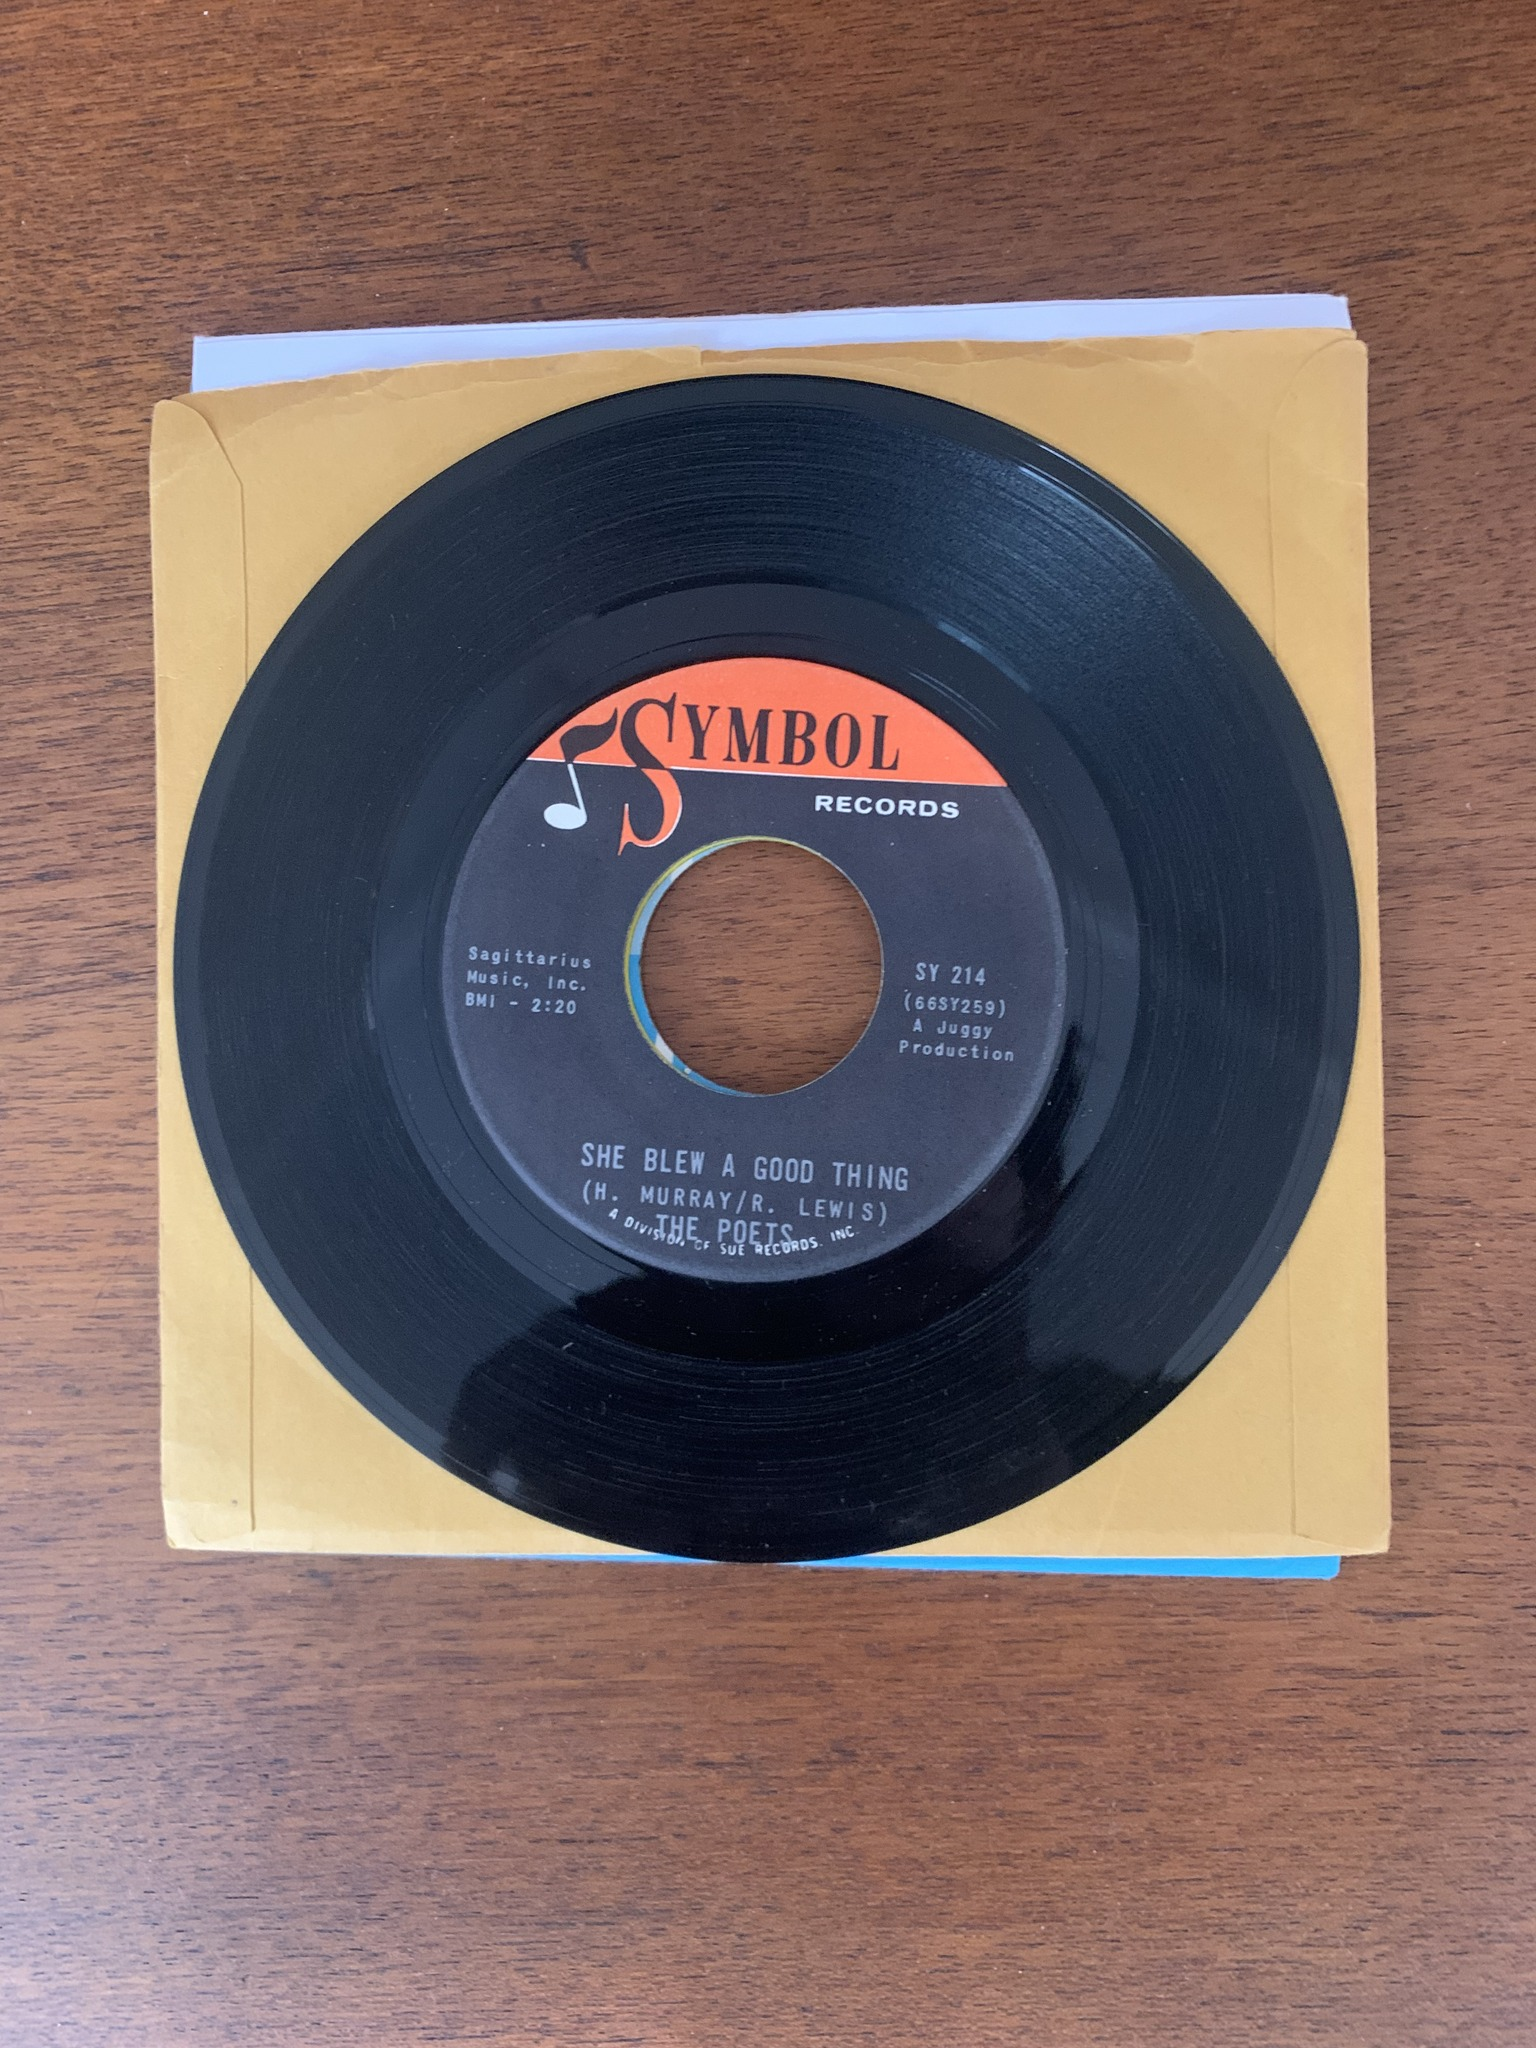 SYMBOL
RECORDS
Sagittarius
Music, Inc.
BMI - 2:20
SY 214
(66SY259)
A Juggy
Production
SHE BLEW A GOOD THING
(H. MURRAY/R. LEWIS)
THE POETS
A DIVISION OF SUE RECORDS, INC.